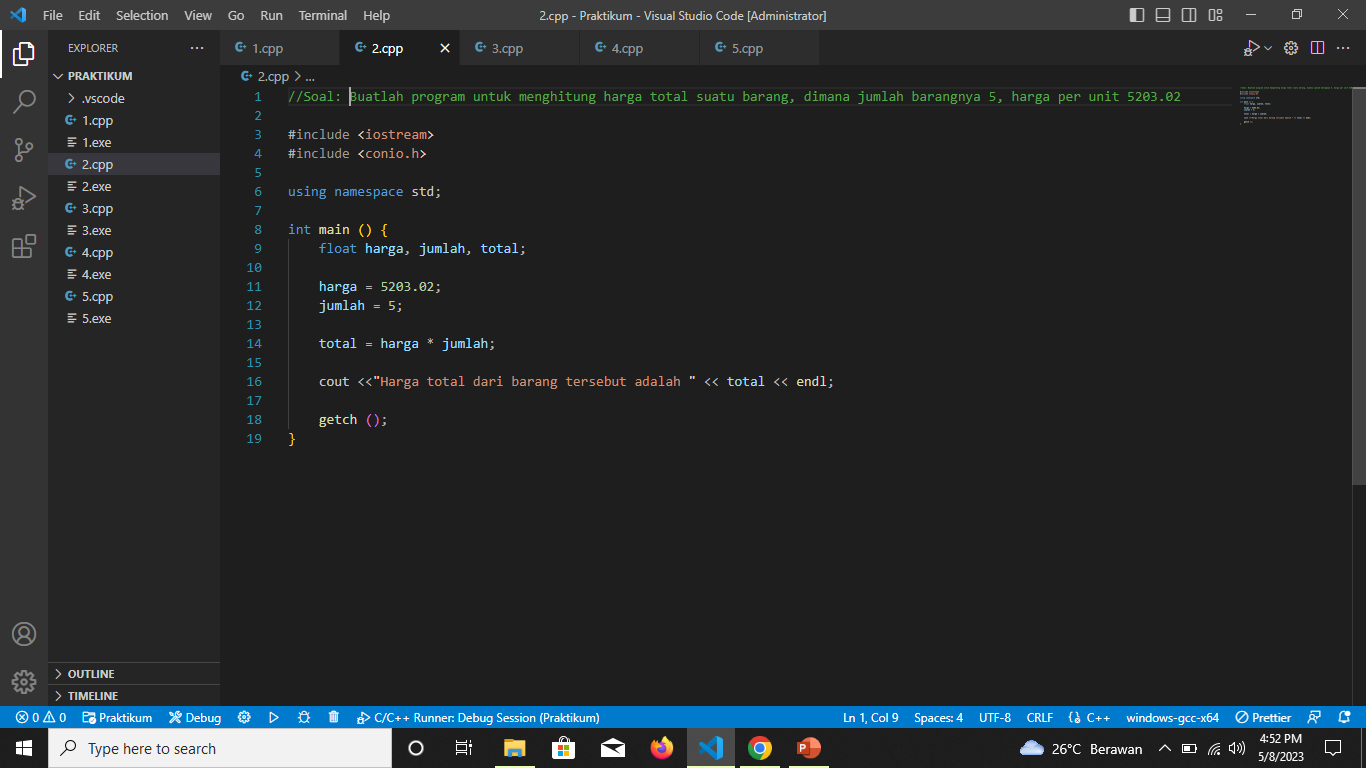 File Edit Selection View Go Run Terminal Help 2.cpp - Praktikum - Visual Studio Code [Administrator]
EXPLORER
PRAKTIKUM
.vscode
1.cpp
1.exe
2.cpp
2.exe
3.cpp
3.exe
4.cpp
4.exe
5.cpp
5.exe
OUTLINE
TIMELINE
1.cpp 2.cpp 3.cpp 4.cpp 5.cpp
2.cpp > ...
1 //Soal: Buatlah program untuk menghitung harga total suatu barang, dimana jumlah barangnya 5, harga per unit 5203.02
2
3 #include <iostream>
4 #include <conio.h>
5
6 using namespace std;
7
8 int main () {
9 float harga, jumlah, total;
10
11 harga = 5203.02;
12 jumlah = 5;
13
14 total = harga * jumlah;
15
16 cout <<"Harga total dari barang tersebut adalah " << total << endl;
17
18 getch ();
19 }
0 0 Praktikum Debug C/C++ Runner: Debug Session (Praktikum) Ln 1, Col 9 Spaces: 4 UTF-8 CRLF C++ windows-gcc-x64 Prettier
Type here to search 26°C Berawan 4:52 PM
5/8/2023